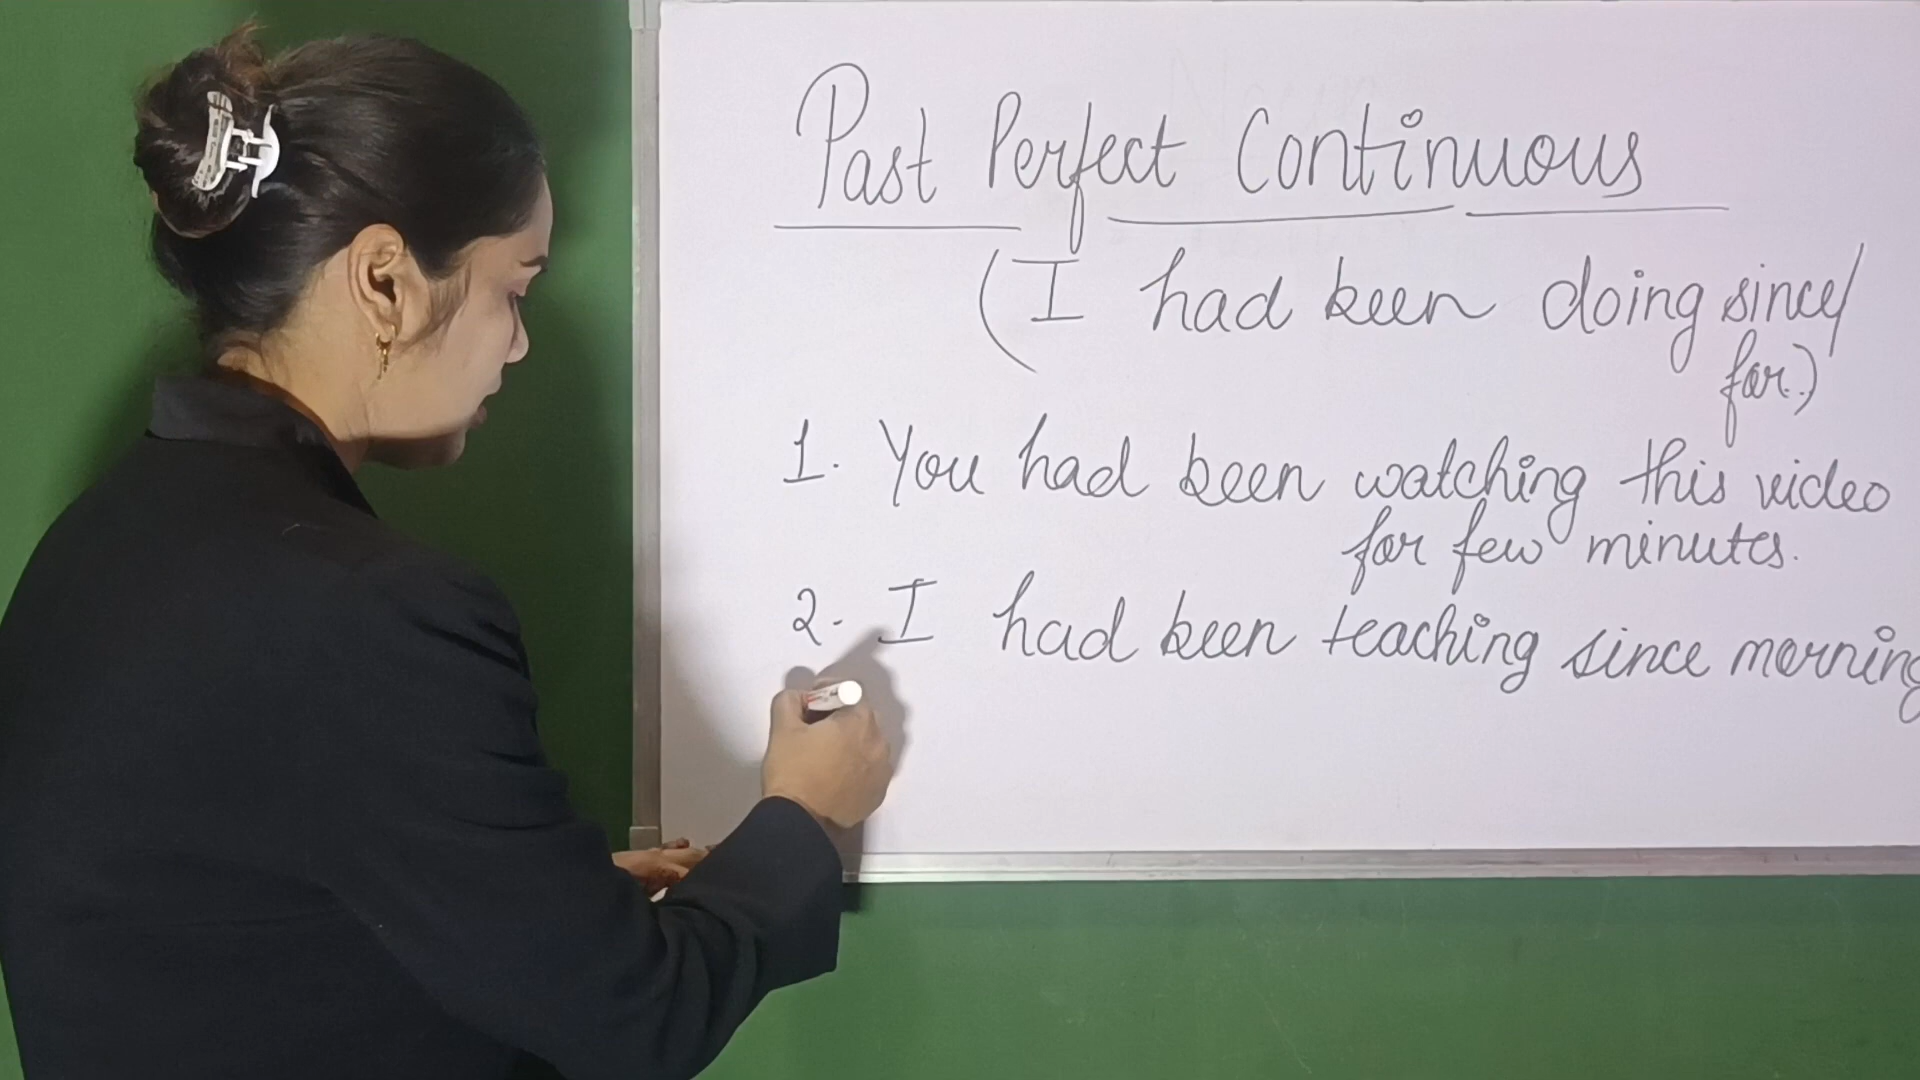 Past Perfect Continuous
(I had been doing since/
for.)
1. You had been watching this video
for few minutes.
2. I had been teaching since morning